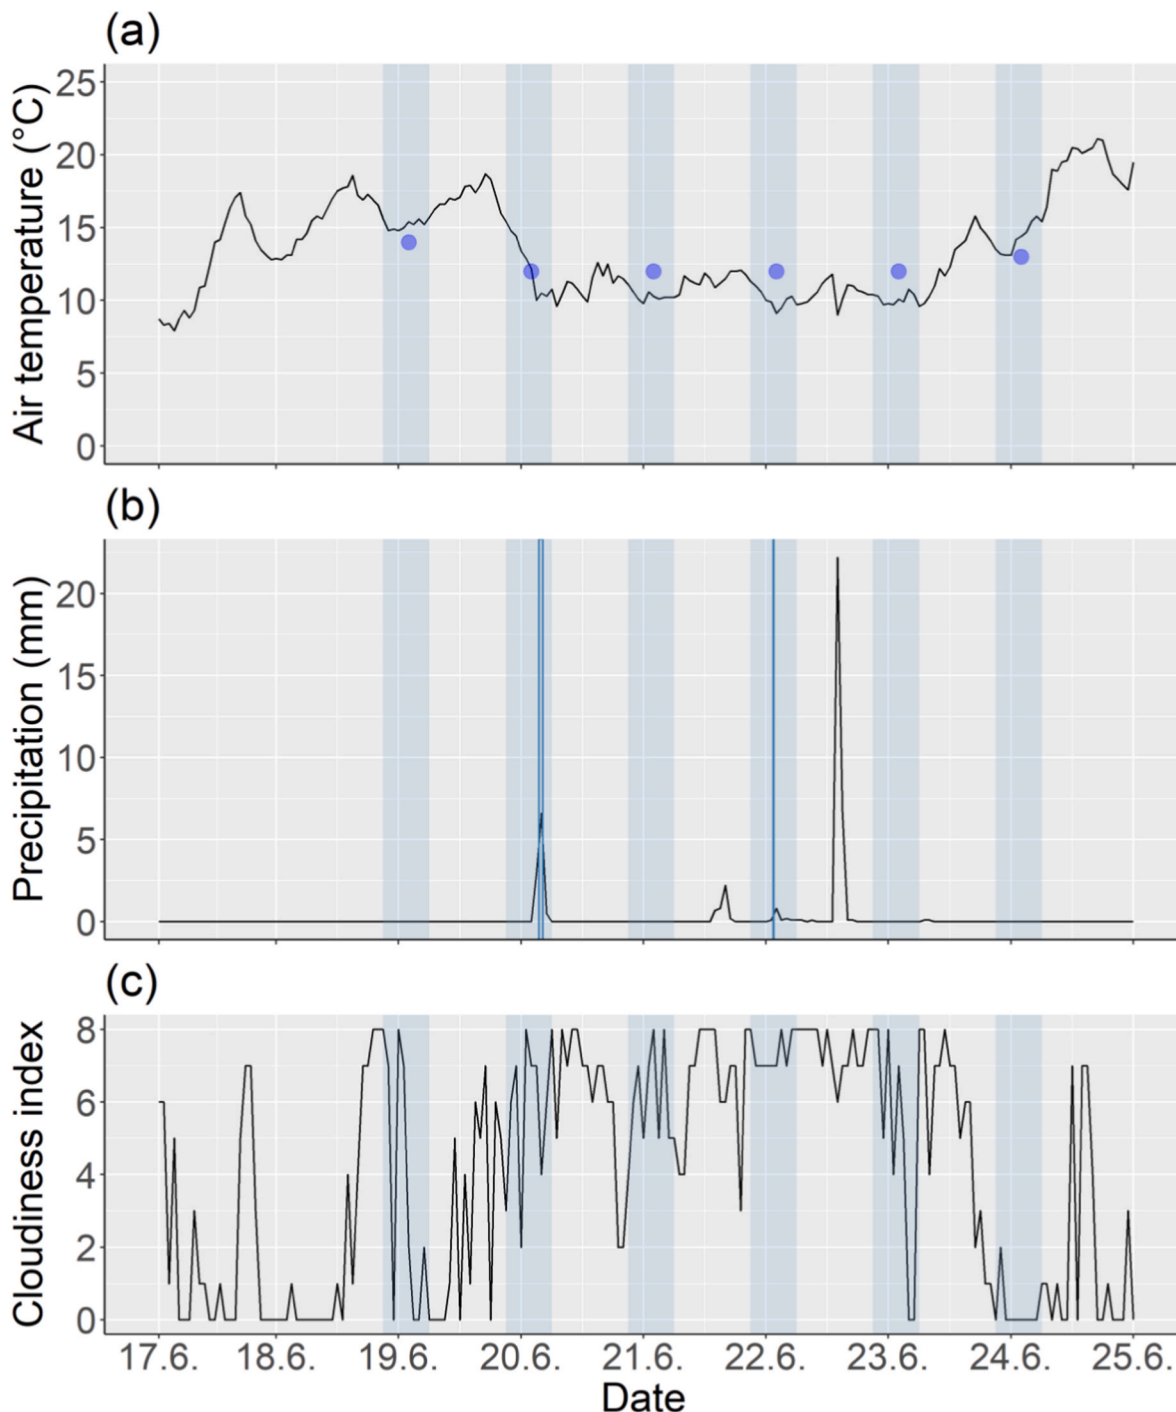 (a)
Air temperature (°C)
25
20
15
10
5
0
(b)
Precipitation (mm)
20
15
10
5
0
(c)
Cloudiness index
8
6
4
2
0
17.6. 18.6. 19.6. 20.6. 21.6. 22.6. 23.6. 24.6. 25.6.
Date